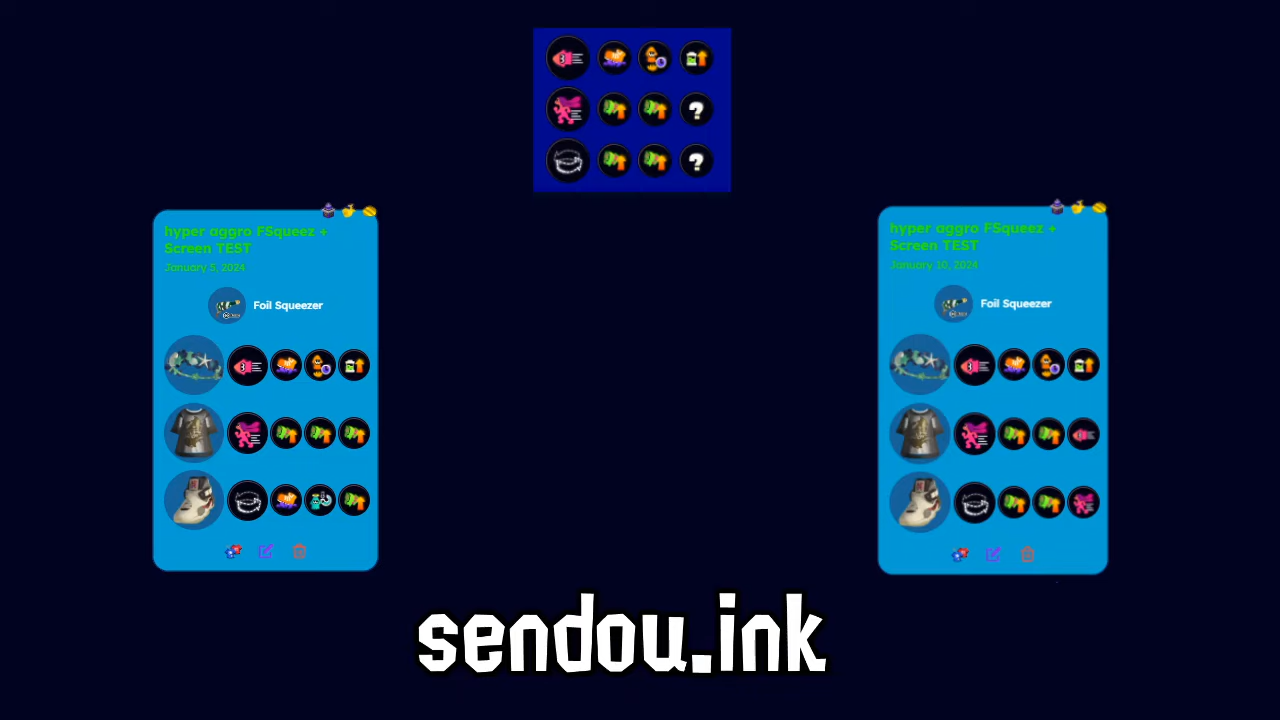 hyper aggro FSqueez +
Screen TEST
January 5, 2024
Foil Squeezer
hyper aggro FSqueez +
Screen TEST
January 10, 2024
Foil Squeezer
?
?
sendou.ink